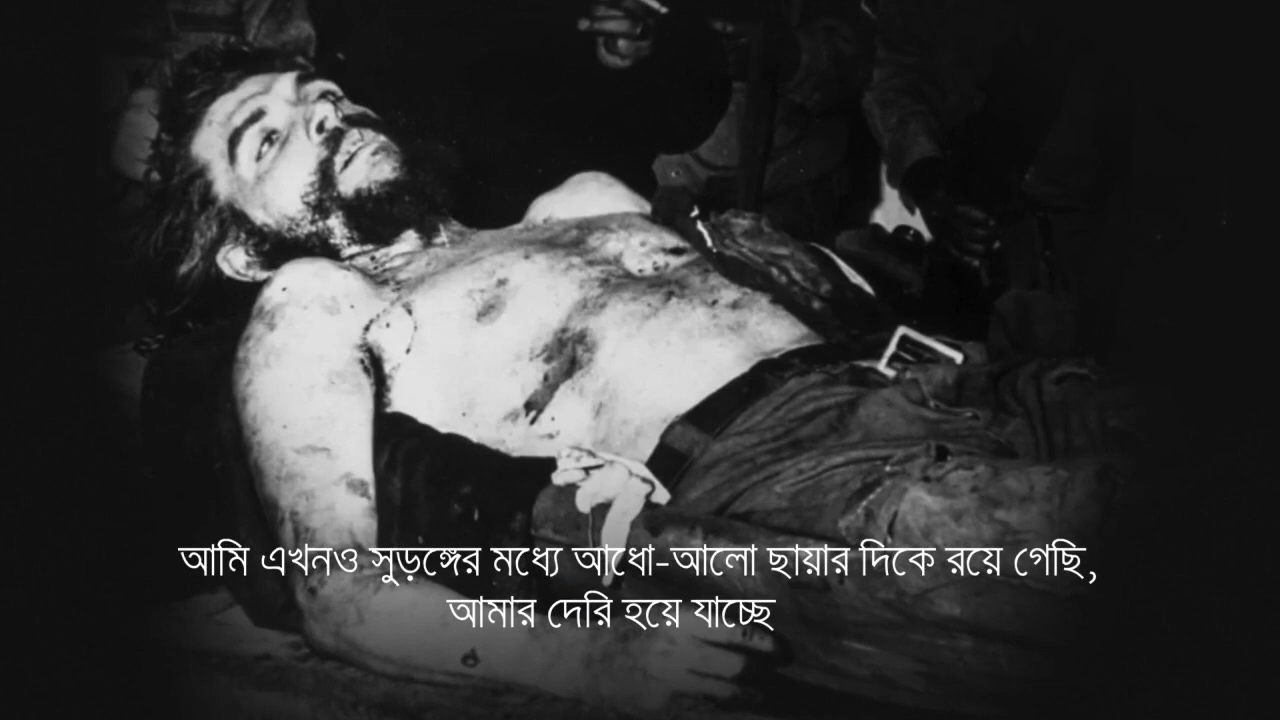 আমি এখনও সুড়ঙ্গের মধ্যে আধো-আলো ছায়ার দিকে রয়ে গেছি,
আমার দেরি হয়ে যাচ্ছে